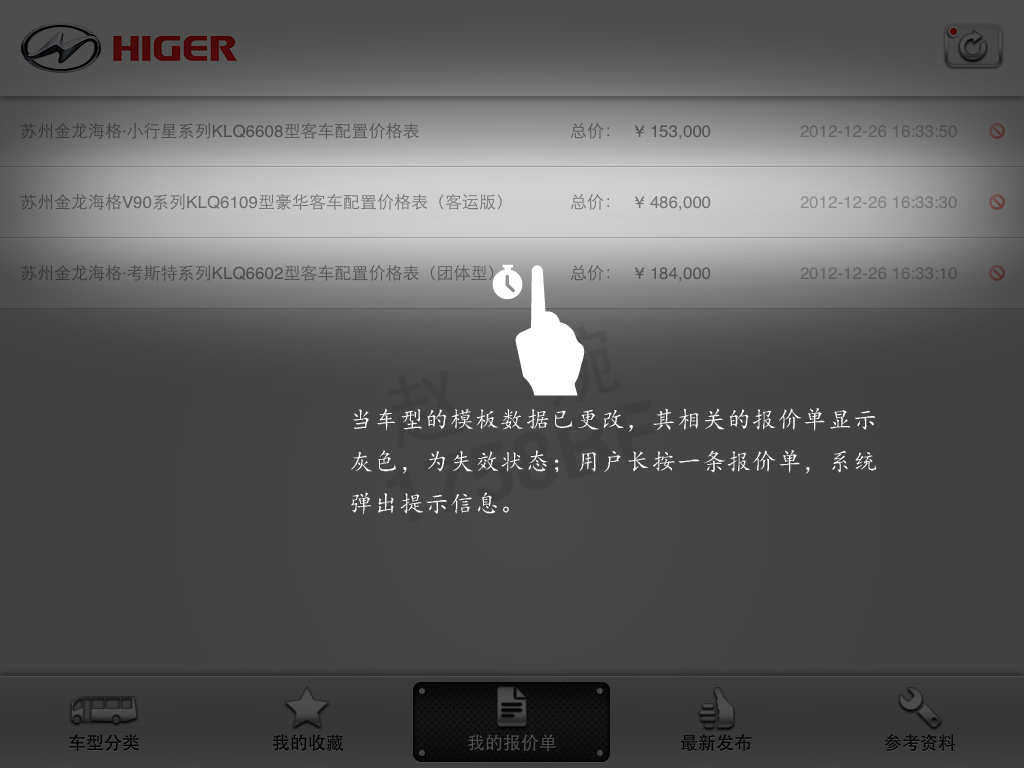 HIGER
苏州金龙海格·小行星系列KLQ6608型客车配置价格表 总价: ¥ 153,000 2012-12-26 16:33:50
苏州金龙海格V90系列KLQ6109型豪华客车配置价格表（客运版） 总价: ¥ 486,000 2012-12-26 16:33:30
苏州金龙海格·考斯特系列KLQ6602型客车配置价格表（团体型） 总价: ¥ 184,000 2012-12-26 16:33:10
当车型的模板数据已更改，其相关的报价单显示
灰色，为失效状态；用户长按一条报价单，系统
弹出提示信息。
车型分类 我的收藏 我的报价单 最新发布 参考资料